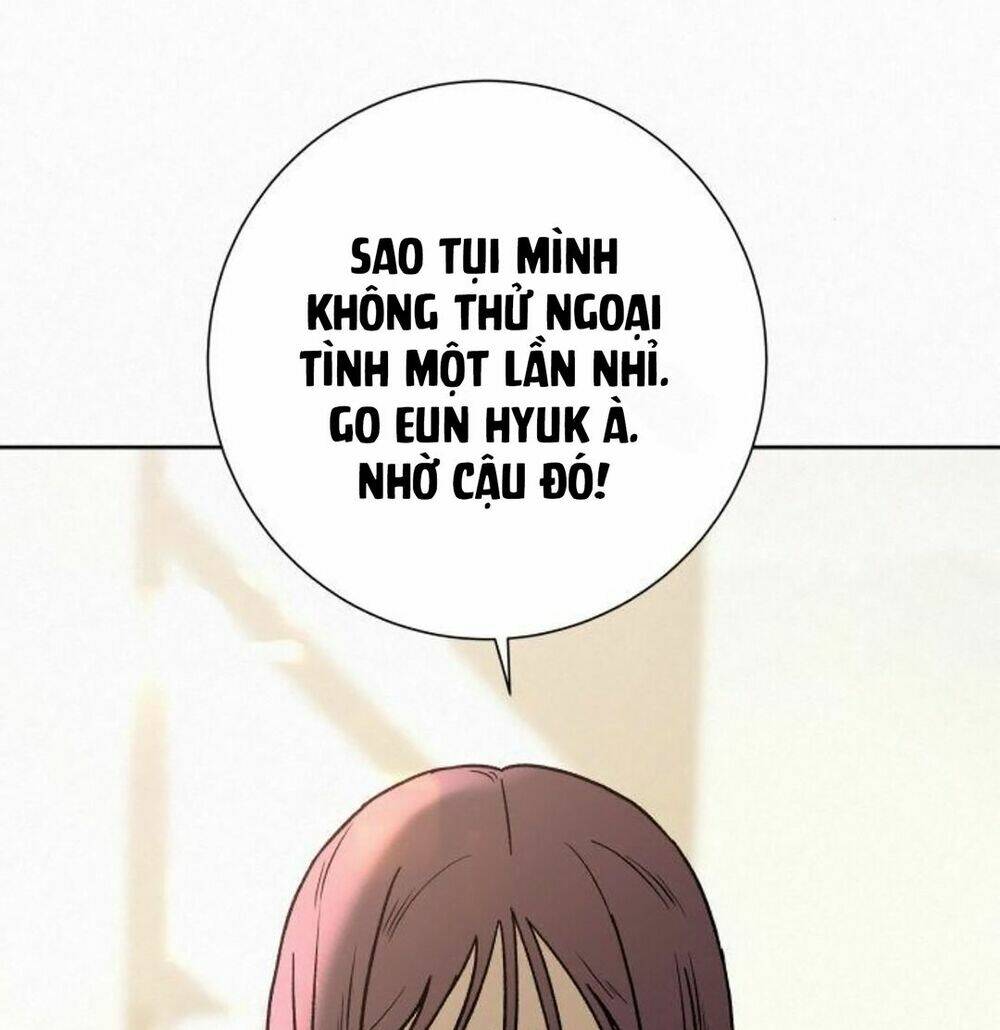 SAO TỤI MÌNH
KHÔNG THỬ NGOẠI
TÌNH MỘT LẦN NHỈ.
GO EUN HYUK À.
NHỜ CẬU ĐÓ!